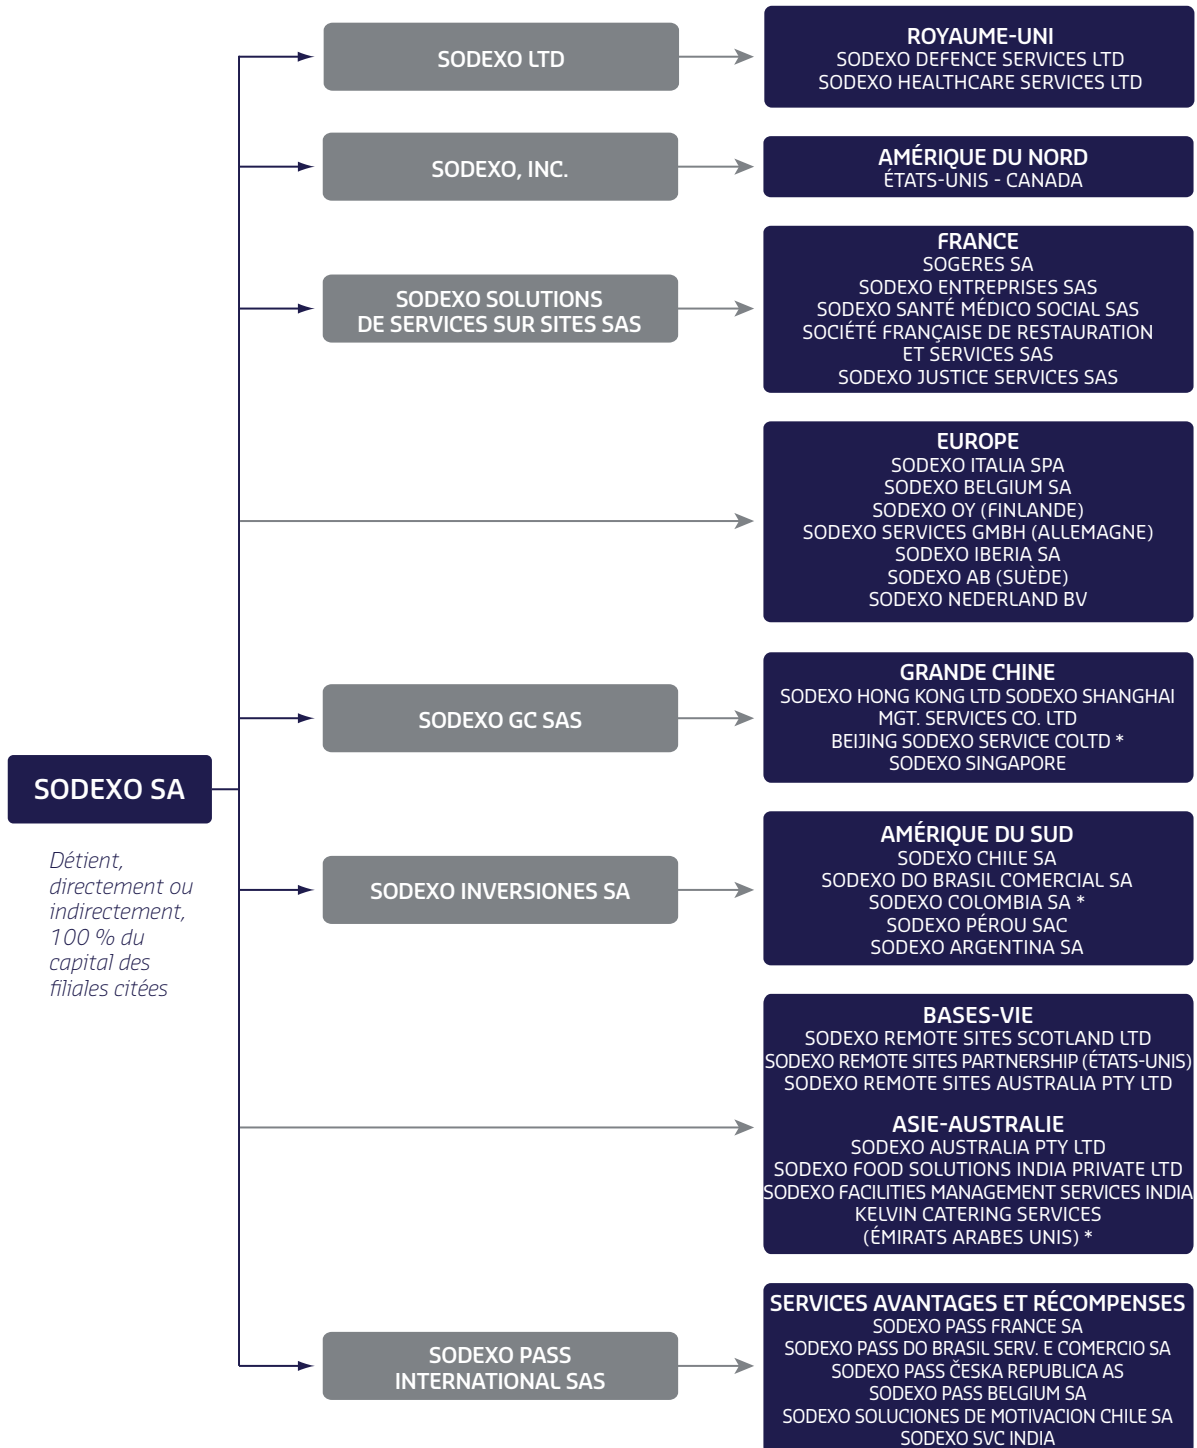 SODEXO LTD
ROYAUME-UNI
SODEXO DEFENCE SERVICES LTD
SODEXO HEALTHCARE SERVICES LTD
SODEXO, INC.
AMÉRIQUE DU NORD
ÉTATS-UNIS - CANADA
SODEXO SOLUTIONS
DE SERVICES SUR SITES SAS
FRANCE
SOGERES SA
SODEXO ENTREPRISES SAS
SODEXO SANTÉ MÉDICO SOCIAL SAS
SOCIÉTÉ FRANÇAISE DE RESTAURATION
ET SERVICES SAS
SODEXO JUSTICE SERVICES SAS
EUROPE
SODEXO ITALIA SPA
SODEXO BELGIUM SA
SODEXO OY (FINLANDE)
SODEXO SERVICES GMBH (ALLEMAGNE)
SODEXO IBERIA SA
SODEXO AB (SUÈDE)
SODEXO NEDERLAND BV
SODEXO GC SAS
GRANDE CHINE
SODEXO HONG KONG LTD SODEXO SHANGHAI
MGT. SERVICES CO. LTD
BEIJING SODEXO SERVICE COLTD *
SODEXO SINGAPORE
SODEXO SA
Détient,
directement ou
indirectement,
100 % du
capital des
filiales citées
SODEXO INVERSIONES SA
AMÉRIQUE DU SUD
SODEXO CHILE SA
SODEXO DO BRASIL COMERCIAL SA
SODEXO COLOMBIA SA *
SODEXO PÉROU SAC
SODEXO ARGENTINA SA
BASES-VIE
SODEXO REMOTE SITES SCOTLAND LTD
SODEXO REMOTE SITES PARTNERSHIP (ÉTATS-UNIS)
SODEXO REMOTE SITES AUSTRALIA PTY LTD
ASIE-AUSTRALIE
SODEXO AUSTRALIA PTY LTD
SODEXO FOOD SOLUTIONS INDIA PRIVATE LTD
SODEXO FACILITIES MANAGEMENT SERVICES INDIA
KELVIN CATERING SERVICES
(ÉMIRATS ARABES UNIS) *
SODEXO PASS
INTERNATIONAL SAS
SERVICES AVANTAGES ET RÉCOMPENSES
SODEXO PASS FRANCE SA
SODEXO PASS DO BRASIL SERV. E COMERCIO SA
SODEXO PASS ČESKA REPUBLICA AS
SODEXO PASS BELGIUM SA
SODEXO SOLUCIONES DE MOTIVACION CHILE SA
SODEXO SVC INDIA